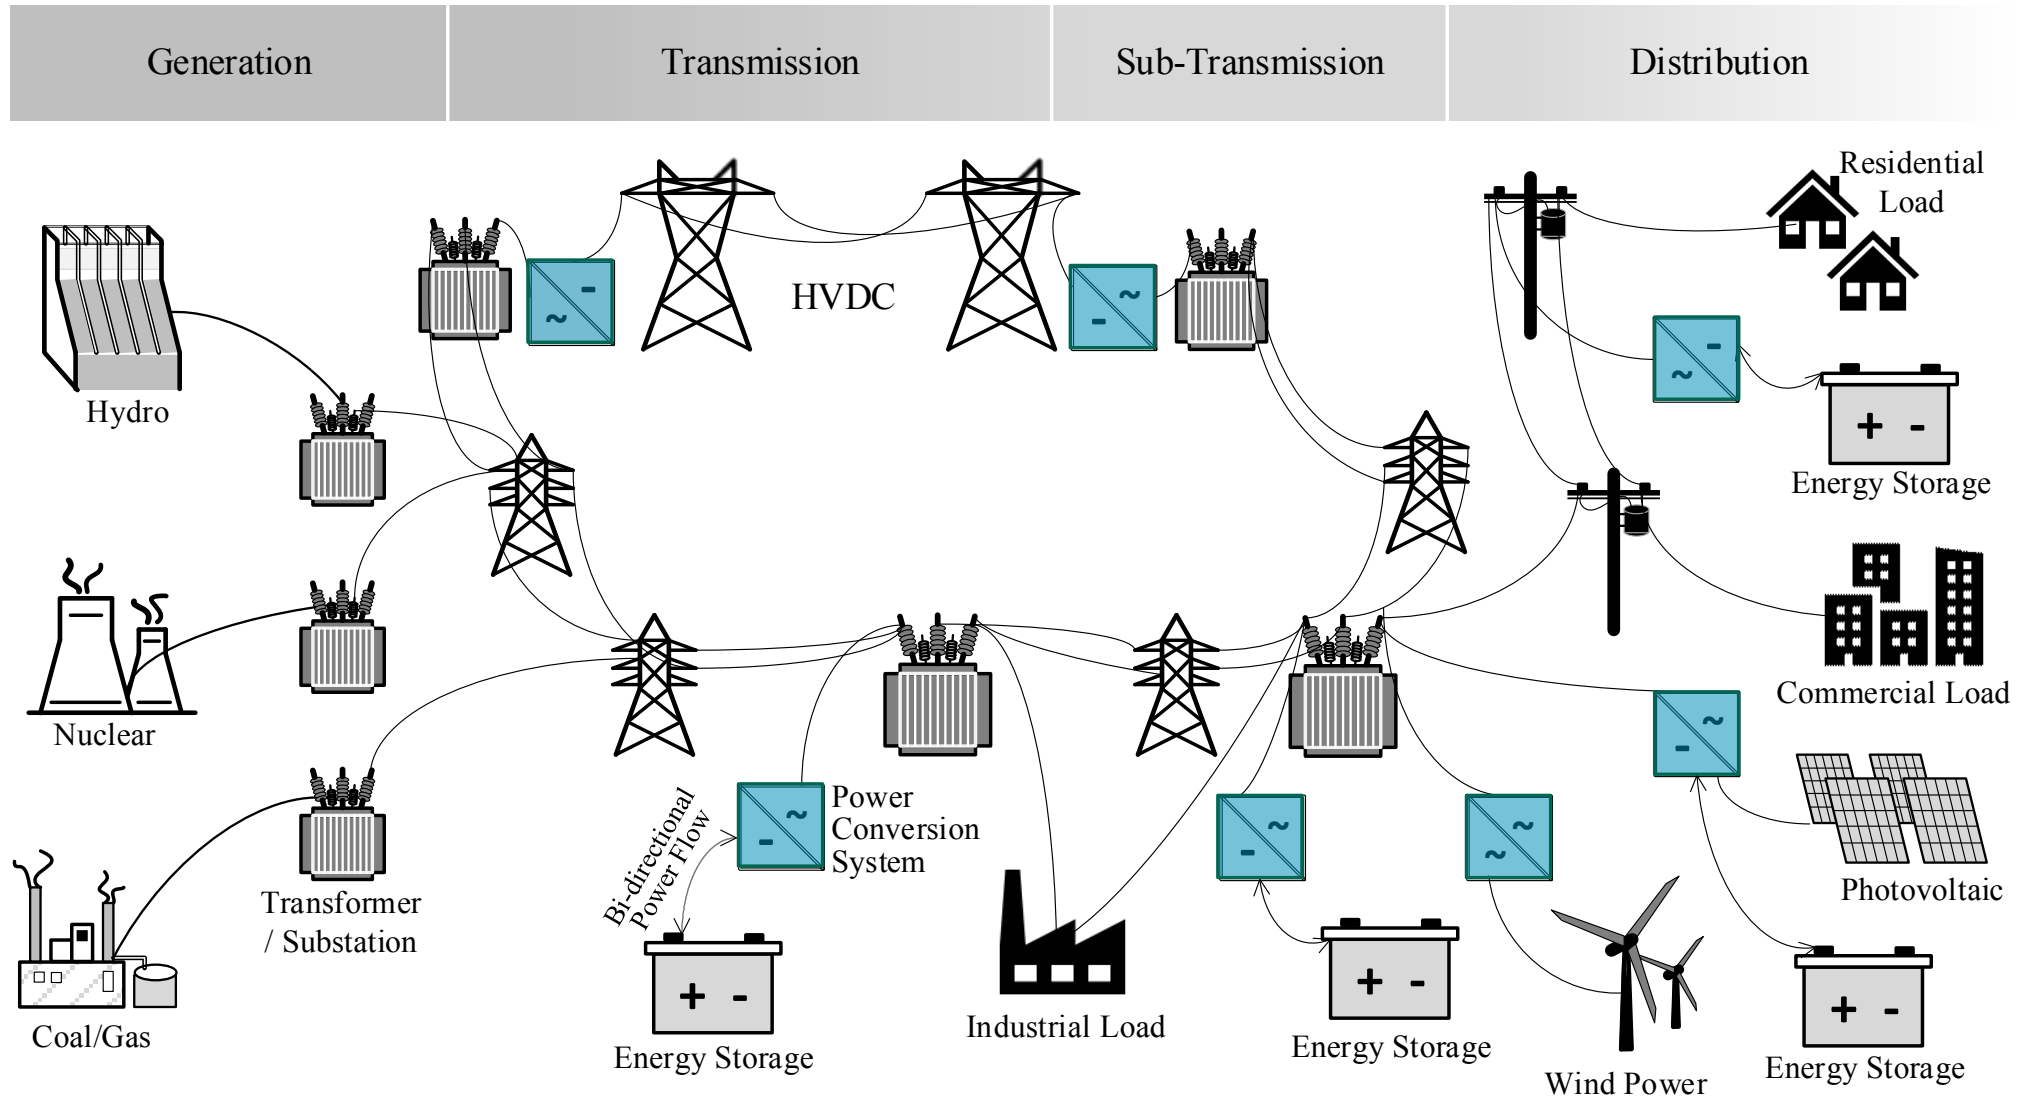 Generation
Transmission
Sub-Transmission
Distribution
Residential
Load
HVDC
~ -
~
-
~
-
Hydro
-
~
+ -
Energy Storage
Nuclear
Commercial Load
~
-
Power
Conversion
System
~
-
Bi-directional
Power Flow
~
-
~
~
Photovoltaic
Transformer
/ Substation
+ -
Energy Storage
Industrial Load
+ -
Energy Storage
Wind Power
+ -
Energy Storage
Coal/Gas